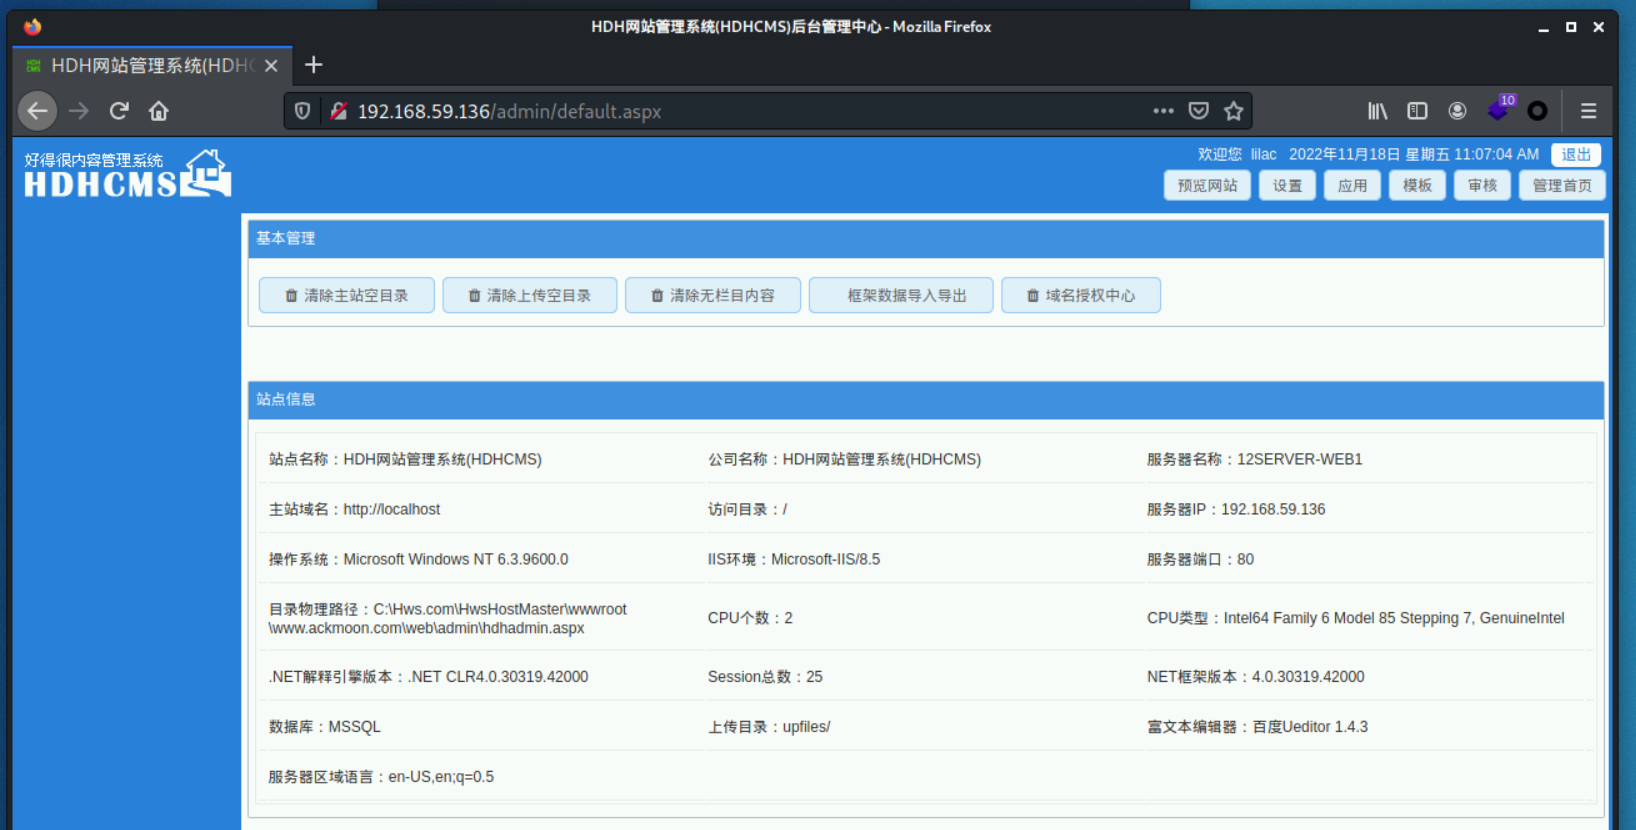 HDH网站管理系统(HDHCMS)后台管理中心 - Mozilla Firefox
HDH网站管理系统(HDHC
192.168.59.136/admin/default.aspx
10
好得很内容管理系统
HDHCMS
欢迎您 lilac 2022年11月18日 星期五 11:07:04 AM 退出
预览网站 设置 应用 模板 审核 管理首页
基本管理
清除主站空目录 清除上传空目录 清除无栏目内容 框架数据导入导出 域名授权中心
站点信息
站点名称：HDH网站管理系统(HDHCMS) 公司名称：HDH网站管理系统(HDHCMS) 服务器名称：12SERVER-WEB1
主站域名：http://localhost 访问目录：/ 服务器IP：192.168.59.136
操作系统：Microsoft Windows NT 6.3.9600.0 IIS环境：Microsoft-IIS/8.5 服务器端口：80
目录物理路径：C:\Hws.com\HwsHostMaster\wwwroot
\www.ackmoon.com\web\admin\hdhadmin.aspx CPU个数：2 CPU类型：Intel64 Family 6 Model 85 Stepping 7, GenuineIntel
.NET解释引擎版本：.NET CLR4.0.30319.42000 Session总数：25 NET框架版本：4.0.30319.42000
数据库：MSSQL 上传目录：upfiles/ 富文本编辑器：百度Ueditor 1.4.3
服务器区域语言：en-US,en;q=0.5